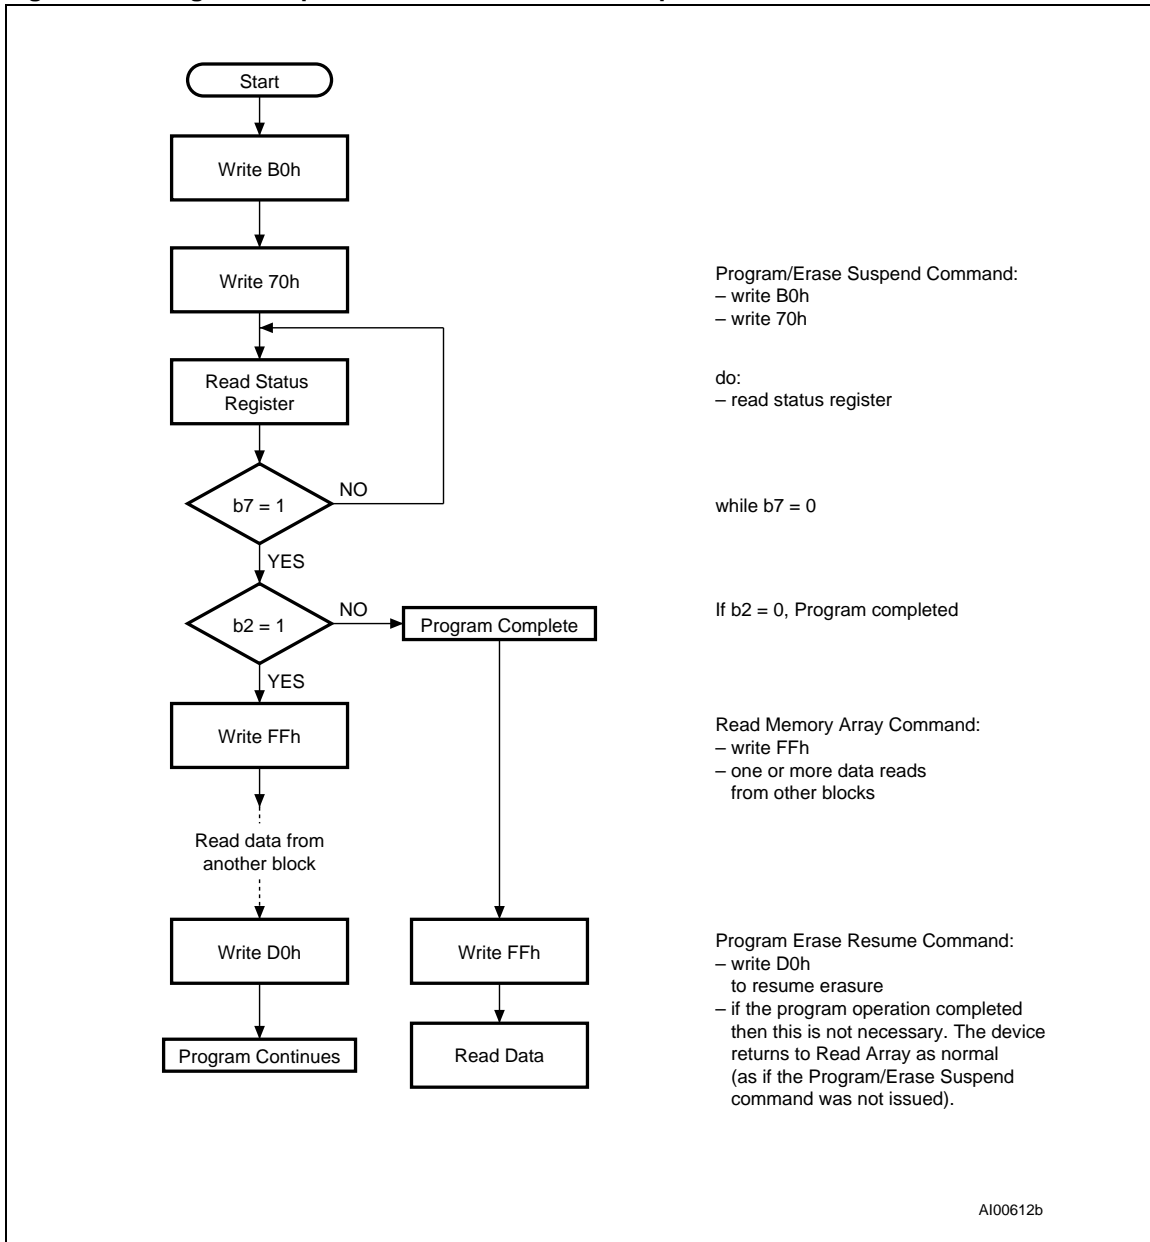 Start
Write B0h
Write 70h
Read Status
Register
b7 = 1
NO
YES
b2 = 1
NO
Program Complete
YES
Write FFh
Read data from
another block
Write D0h
Program Continues
Write FFh
Read Data
Program/Erase Suspend Command:
– write B0h
– write 70h
do:
– read status register
while b7 = 0
If b2 = 0, Program completed
Read Memory Array Command:
– write FFh
– one or more data reads
from other blocks
Program Erase Resume Command:
– write D0h
to resume erasure
– if the program operation completed
then this is not necessary. The device
returns to Read Array as normal
(as if the Program/Erase Suspend
command was not issued).
AI00612b